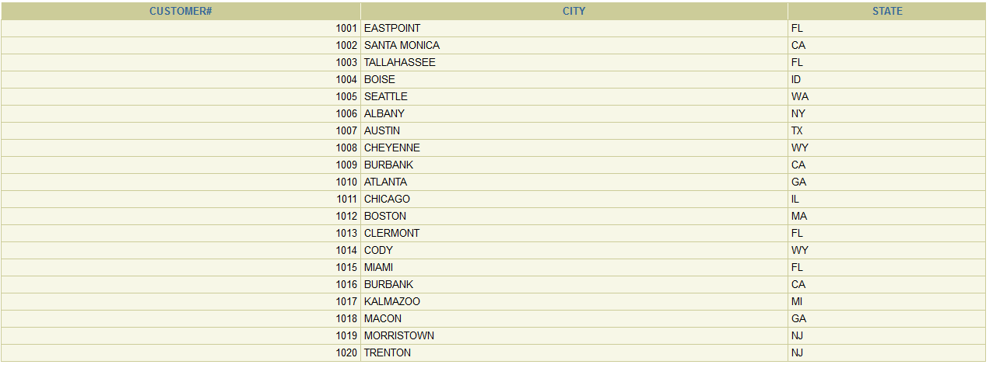 CUSTOMER# CITY STATE
1001 EASTPOINT FL
1002 SANTA MONICA CA
1003 TALLAHASSEE FL
1004 BOISE ID
1005 SEATTLE WA
1006 ALBANY NY
1007 AUSTIN TX
1008 CHEYENNE WY
1009 BURBANK CA
1010 ATLANTA GA
1011 CHICAGO IL
1012 BOSTON MA
1013 CLERMONT FL
1014 CODY WY
1015 MIAMI FL
1016 BURBANK CA
1017 KALMAZOO MI
1018 MACON GA
1019 MORRISTOWN NJ
1020 TRENTON NJ